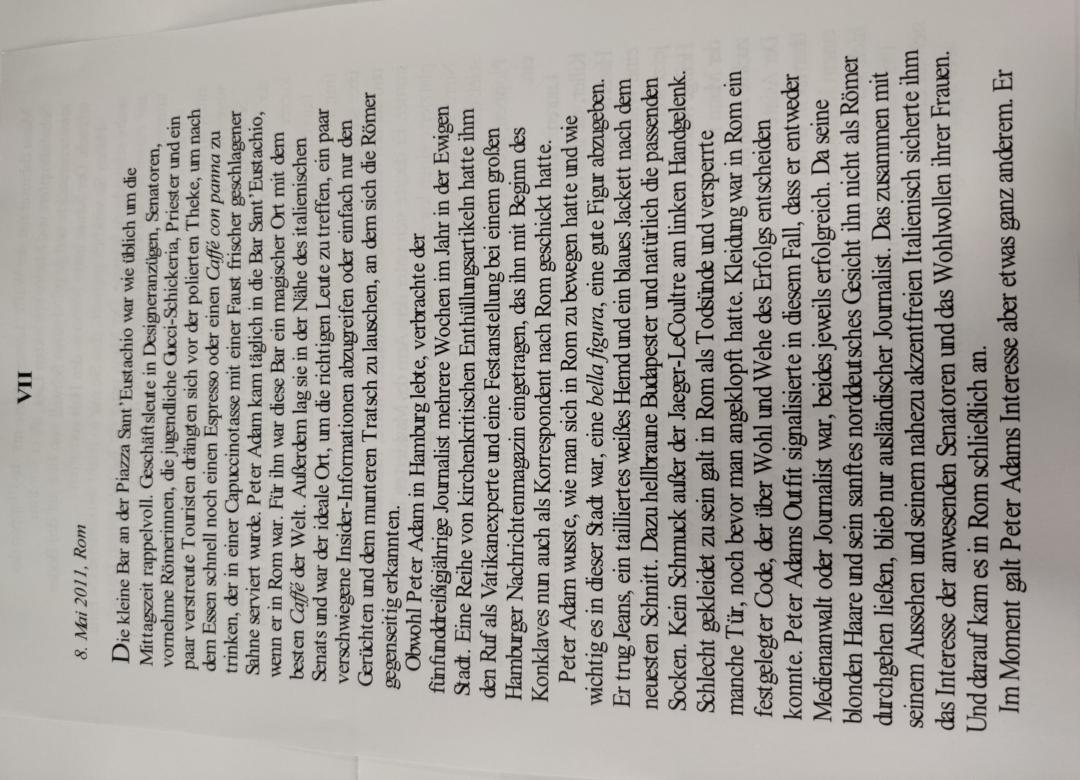 VII
8. Mai 2011, Rom
Die kleine Bar an der Piazza Sant’Eustachio war wie üblich um die
Mittagszeit rappelvoll. Geschäftsleute in Designeranzügen, Senatoren,
vornehme Römerinnen, die jugendliche Gucci-Schickeria, Priester und ein
paar verstreute Touristen drängten sich vor der polierten Theke, um nach
dem Essen schnell noch einen Espresso oder einen Caffé con panna zu
trinken, der in einer Capuccinotasse mit einer Faust frischer geschlagener
Sahne serviert wurde. Peter Adam kam täglich in die Bar Sant’Eustachio,
wenn er in Rom war. Für ihn war diese Bar ein magischer Ort mit dem
besten Caffé der Welt. Außerdem lag sie in der Nähe des italienischen
Senats und war der ideale Ort, um die richtigen Leute zu treffen, ein paar
verschwiegene Insider-Informationen abzugreifen oder einfach nur den
Gerüchten und dem munteren Tratsch zu lauschen, an dem sich die Römer
gegenseitig erkannten.
Obwohl Peter Adam in Hamburg lebte, verbrachte der
fünfunddreißigjährige Journalist mehrere Wochen im Jahr in der Ewigen
Stadt. Eine Reihe von kirchenkritischen Enthüllungsartikeln hatte ihm
den Ruf als Vatikanexperte und eine Festanstellung bei einem großen
Hamburger Nachrichtenmagazin eingetragen, das ihn mit Beginn des
Konklaves nun auch als Korrespondent nach Rom geschickt hatte.
Peter Adam wusste, wie man sich in Rom zu bewegen hatte und wie
wichtig es in dieser Stadt war, eine bella figura, eine gute Figur abzugeben.
Er trug Jeans, ein tailliertes weißes Hemd und ein blaues Jackett nach dem
neuesten Schnitt. Dazu hellbraune Budapester und natürlich die passenden
Socken. Kein Schmuck außer der Jaeger-LeCoultre am linken Handgelenk.
Schlecht gekleidet zu sein galt in Rom als Todsünde und versperrte
manche Tür, noch bevor man angeklopft hatte. Kleidung war in Rom ein
festgelegter Code, der über Wohl und Wehe des Erfolgs entscheiden
konnte. Peter Adams Outfit signalisierte in diesem Fall, dass er entweder
Medienanwalt oder Journalist war, beides jeweils erfolgreich. Da seine
blonden Haare und sein sanftes norddeutsches Gesicht ihn nicht als Römer
durchgehen ließen, blieb nur ausländischer Journalist. Das zusammen mit
seinem Aussehen und seinem nahezu akzentfreien Italienisch sicherte ihm
das Interesse der anwesenden Senatoren und das Wohlwollen ihrer Frauen.
Und darauf kam es in Rom schließlich an.
Im Moment galt Peter Adams Interesse aber etwas ganz anderem. Er